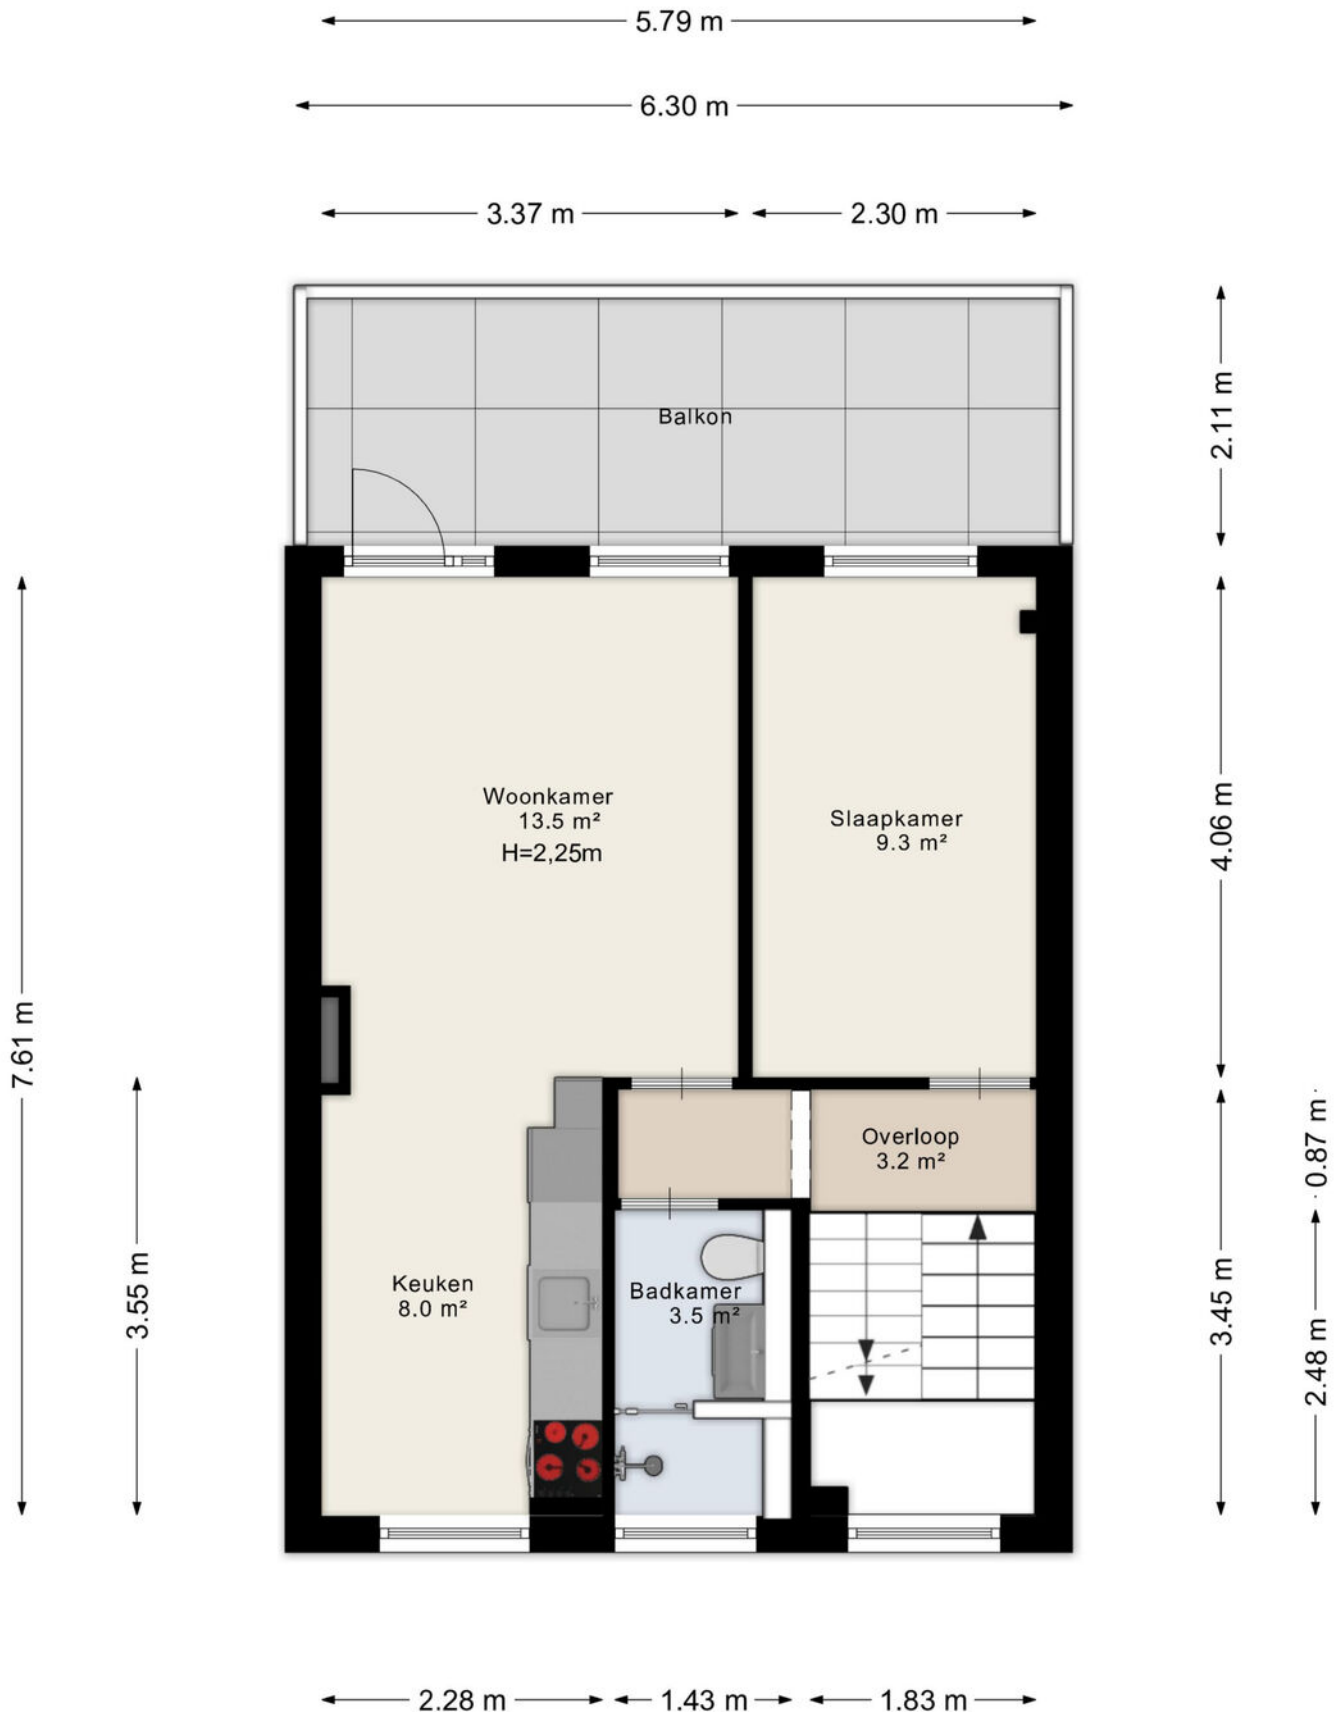 5.79 m
6.30 m
3.37 m
2.30 m
2.11 m
Balkon
7.61 m
3.55 m
Woonkamer
13.5 m²
H=2,25m
Slaapkamer
9.3 m²
4.06 m
Overloop
3.2 m²
0.87 m
Keuken
8.0 m²
Badkamer
3.5 m²
3.45 m
2.48 m
2.28 m
1.43 m
1.83 m